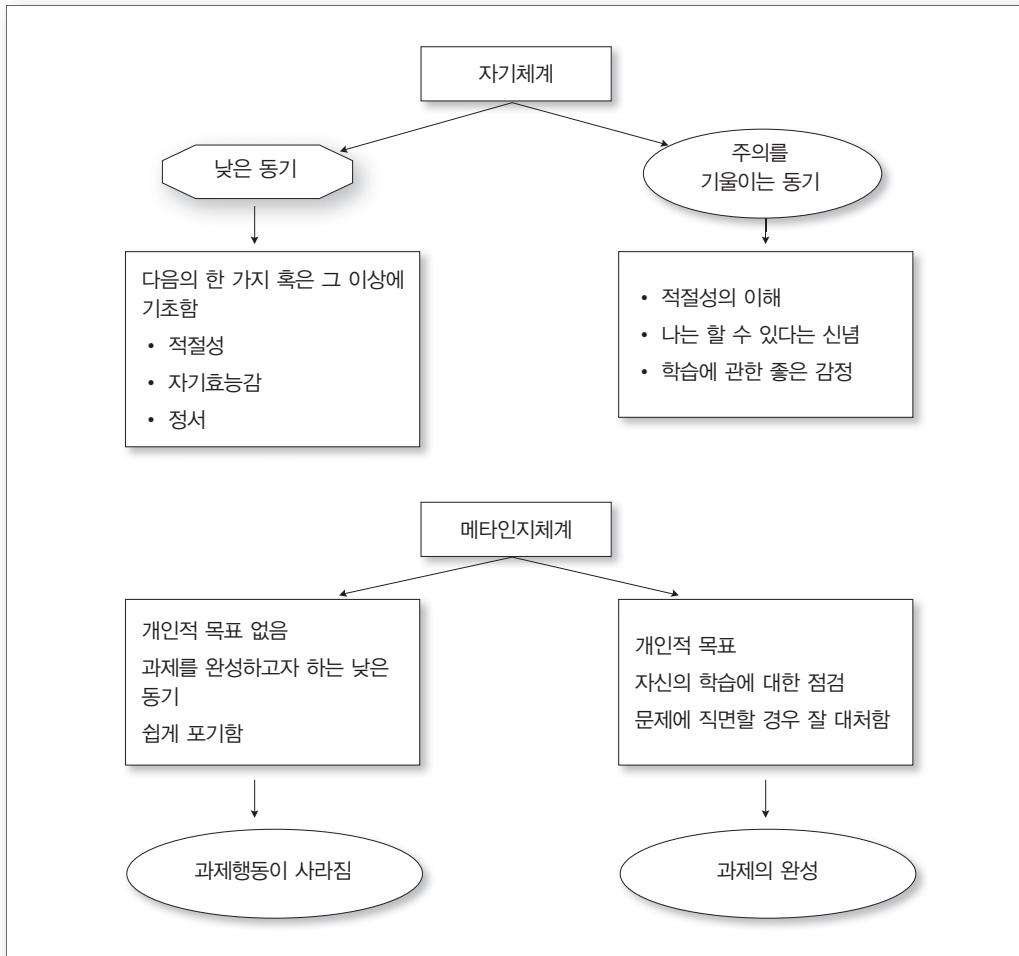 자기체계
낮은 동기
주의를
기울이는 동기
다음의 한 가지 혹은 그 이상에
기초함
• 적절성
• 자기효능감
• 정서
• 적절성의 이해
• 나는 할 수 있다는 신념
• 학습에 관한 좋은 감정
메타인지체계
개인적 목표 없음
과제를 완성하고자 하는 낮은
동기
쉽게 포기함
개인적 목표
자신의 학습에 대한 점검
문제에 직면할 경우 잘 대처함
과제행동이 사라짐
과제의 완성